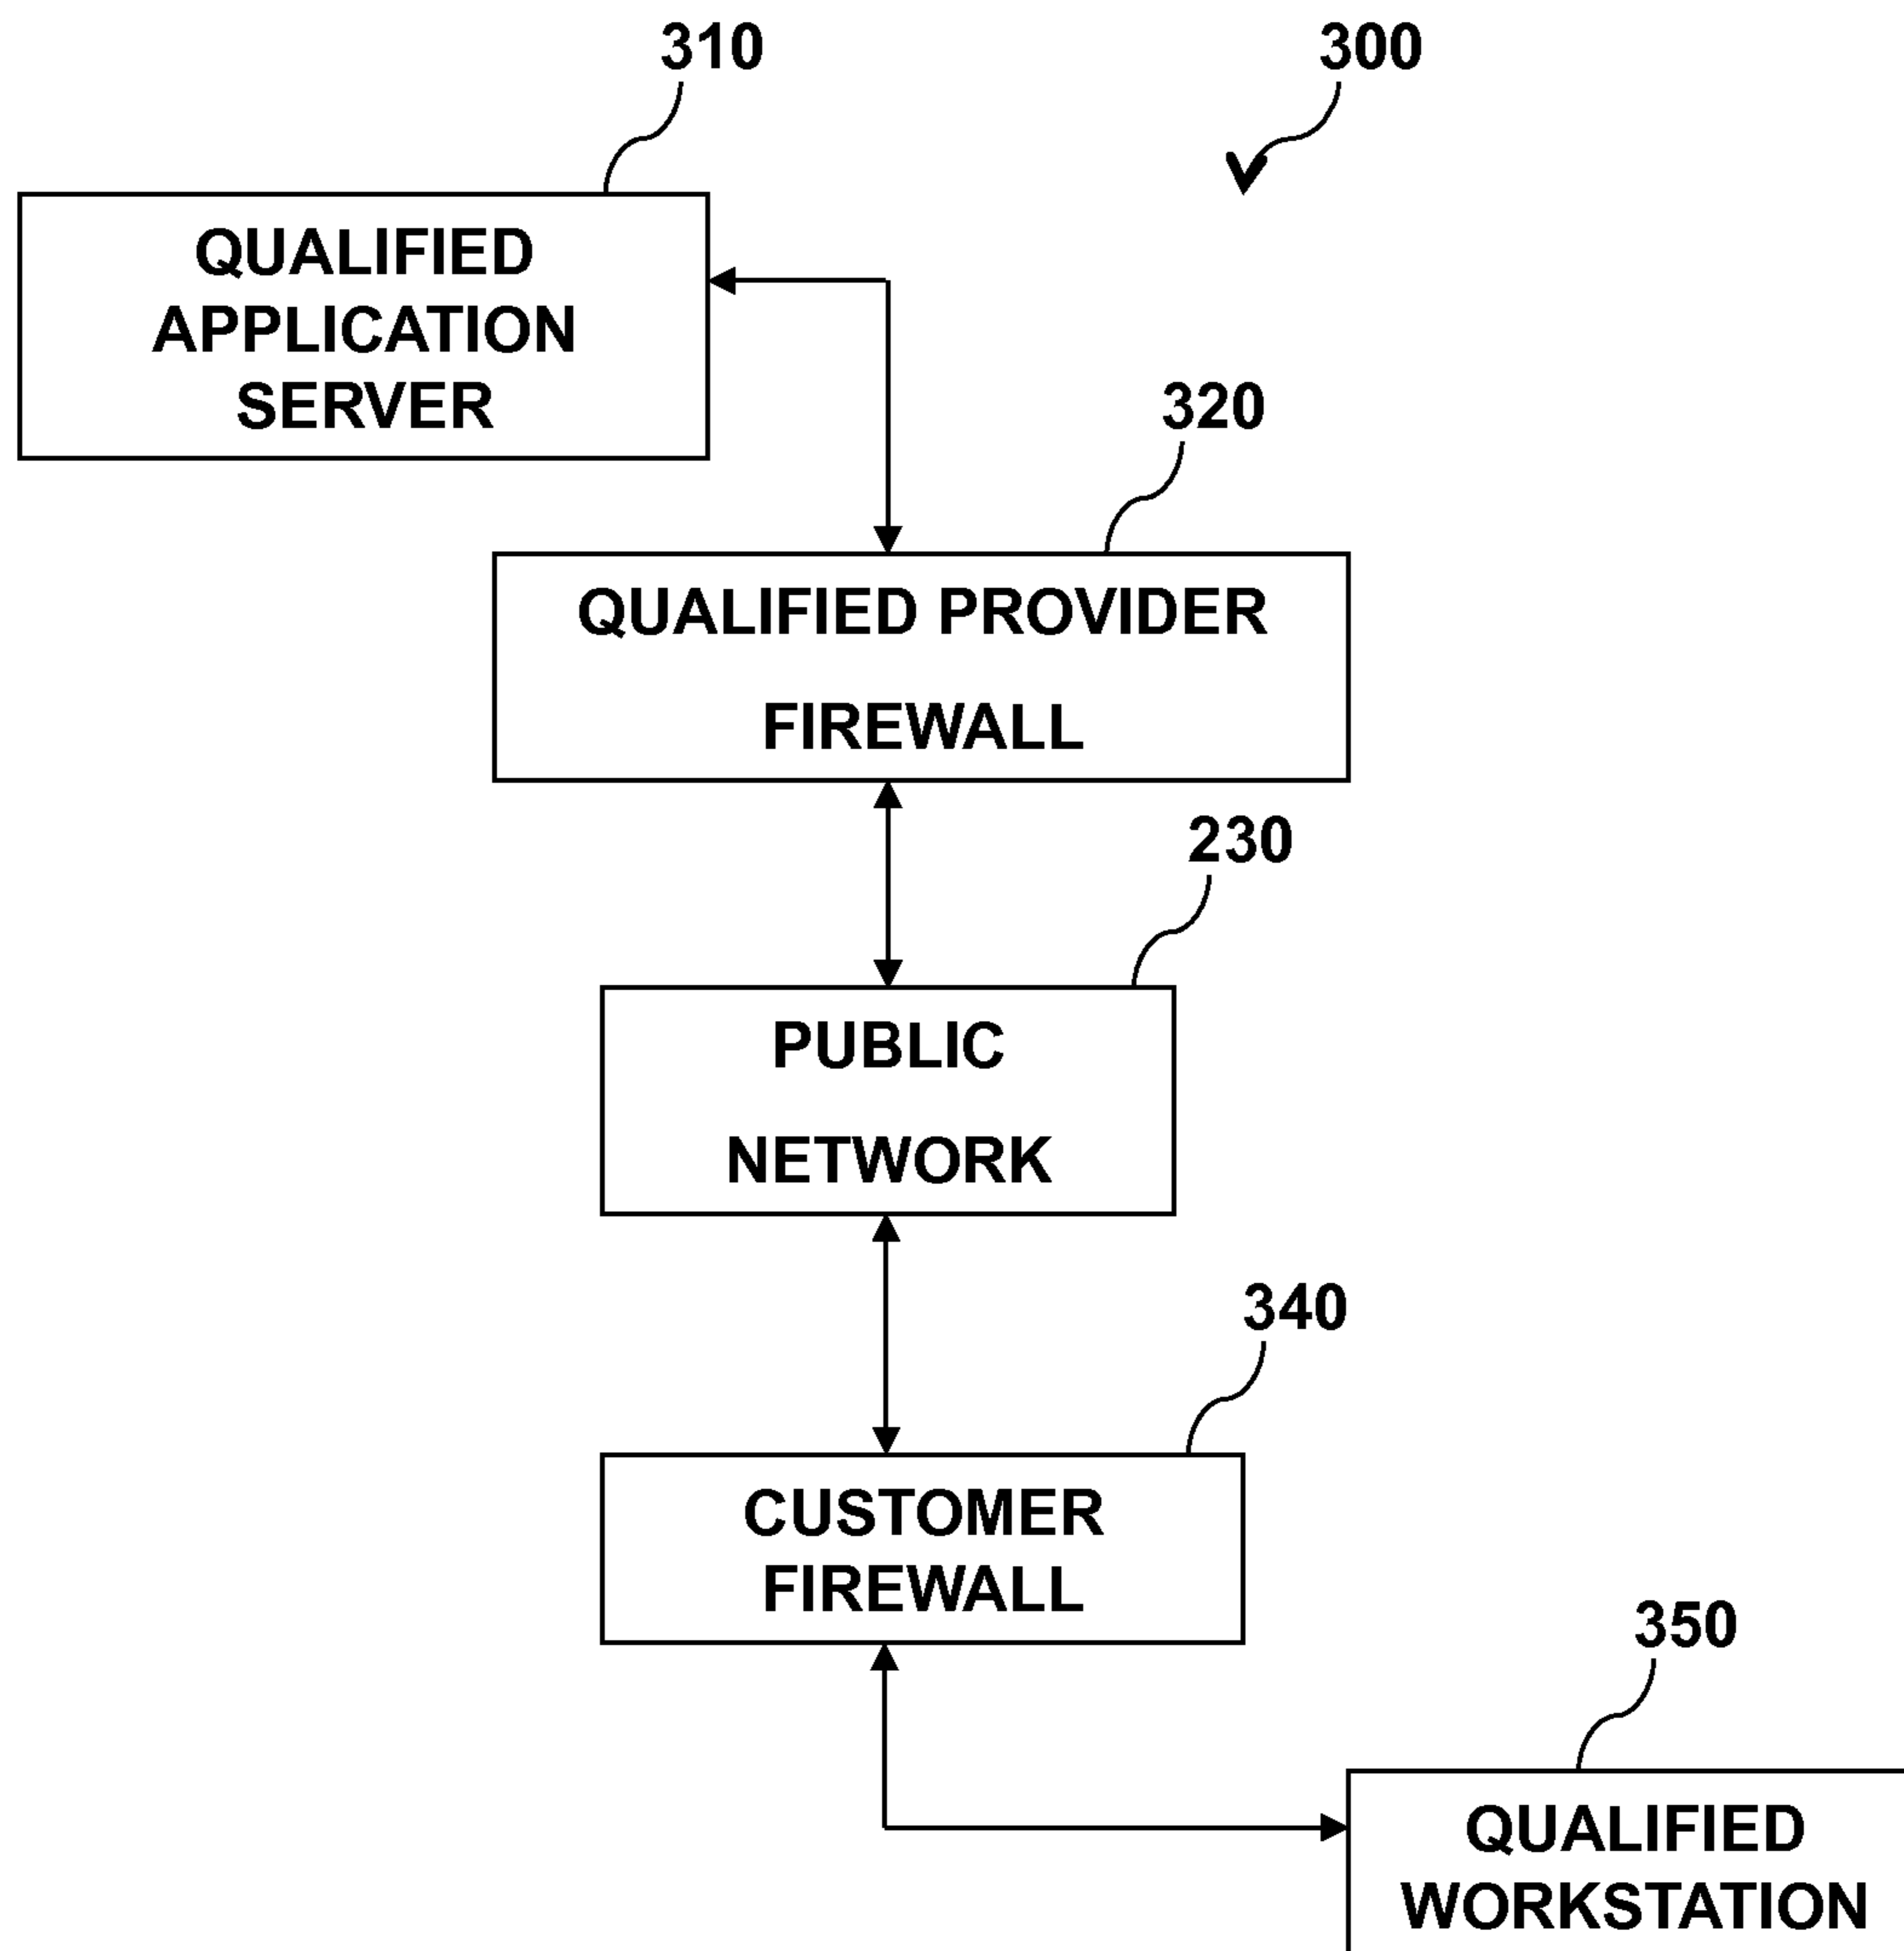 310
300
QUALIFIED
APPLICATION
SERVER
320
QUALIFIED PROVIDER
FIREWALL
230
PUBLIC
NETWORK
340
CUSTOMER
FIREWALL
350
QUALIFIED
WORKSTATION